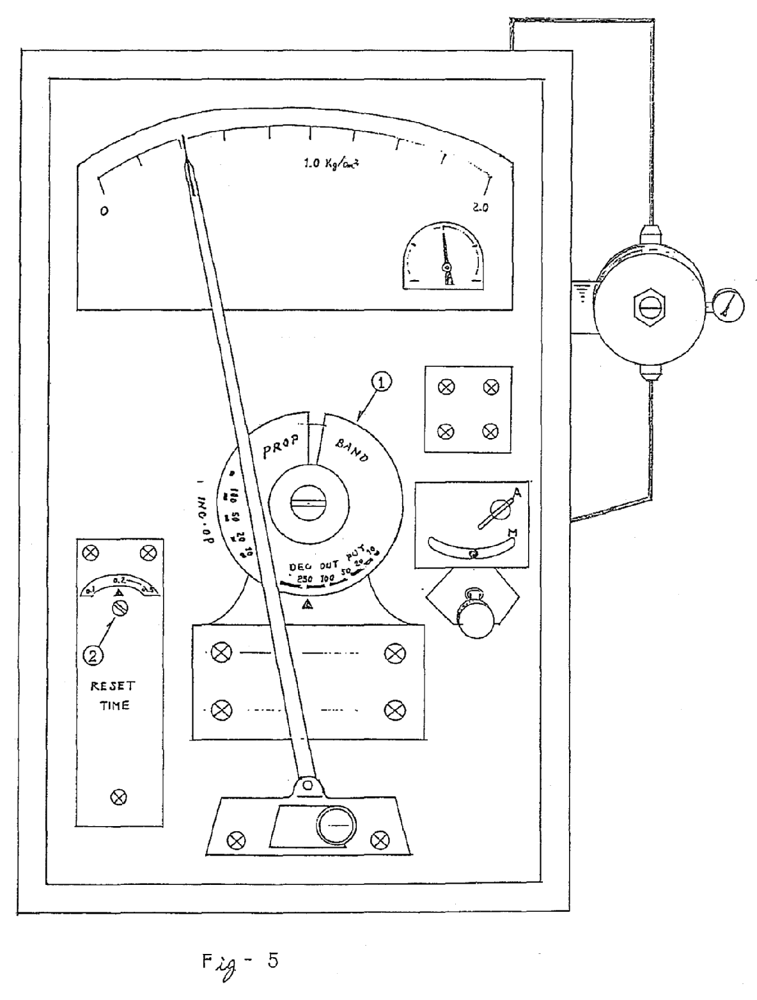 1.0 Kg/cm²
0
2.0
1
PROP BAND
INC. OP
100 50 20 10
DEC OUT PUT
250 100 50 20 10
A
M
0.1 0.2 0.5
2
RESET
TIME
Fig - 5